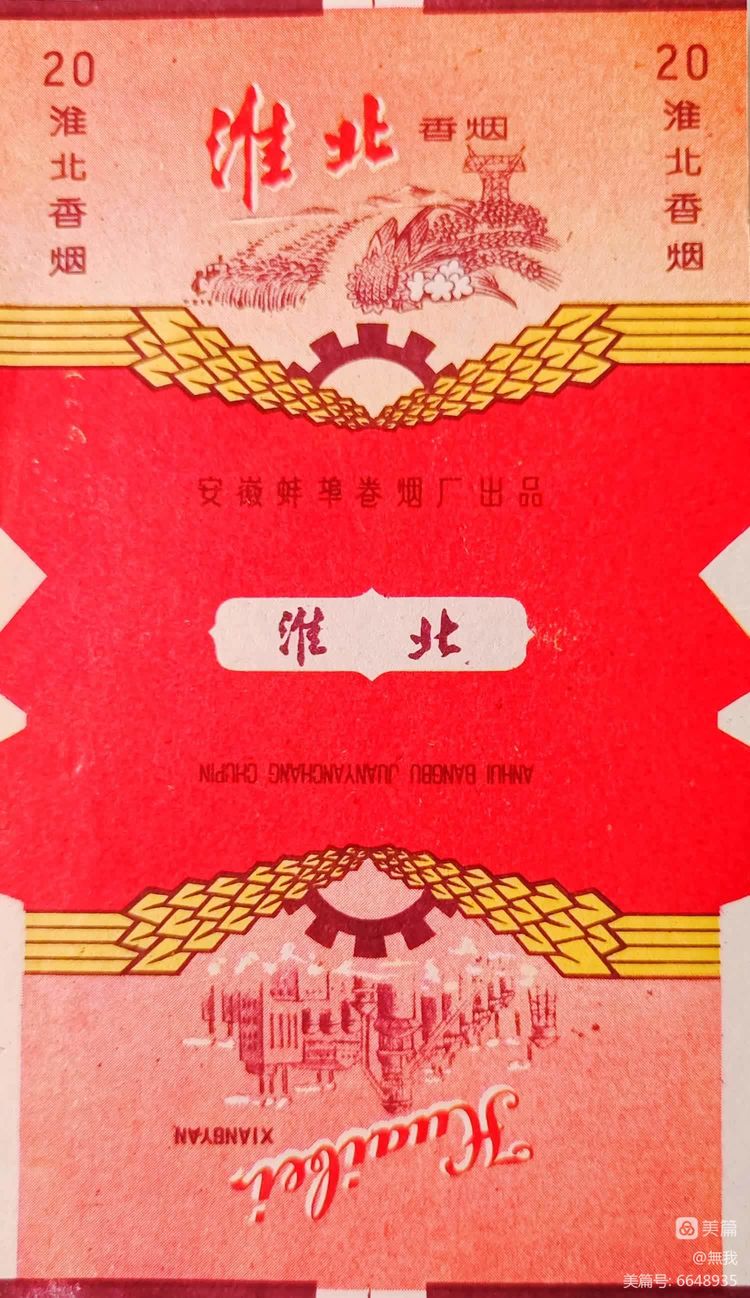 20
淮北香烟
淮北 香烟
20
淮北香烟
安徽蚌埠卷烟厂出品
淮 北
ANHUI BANGBU JUANYANCHANG CHUPIN
Huaibei
XIANGYAN
美篇
@無我
美篇号: 6648935